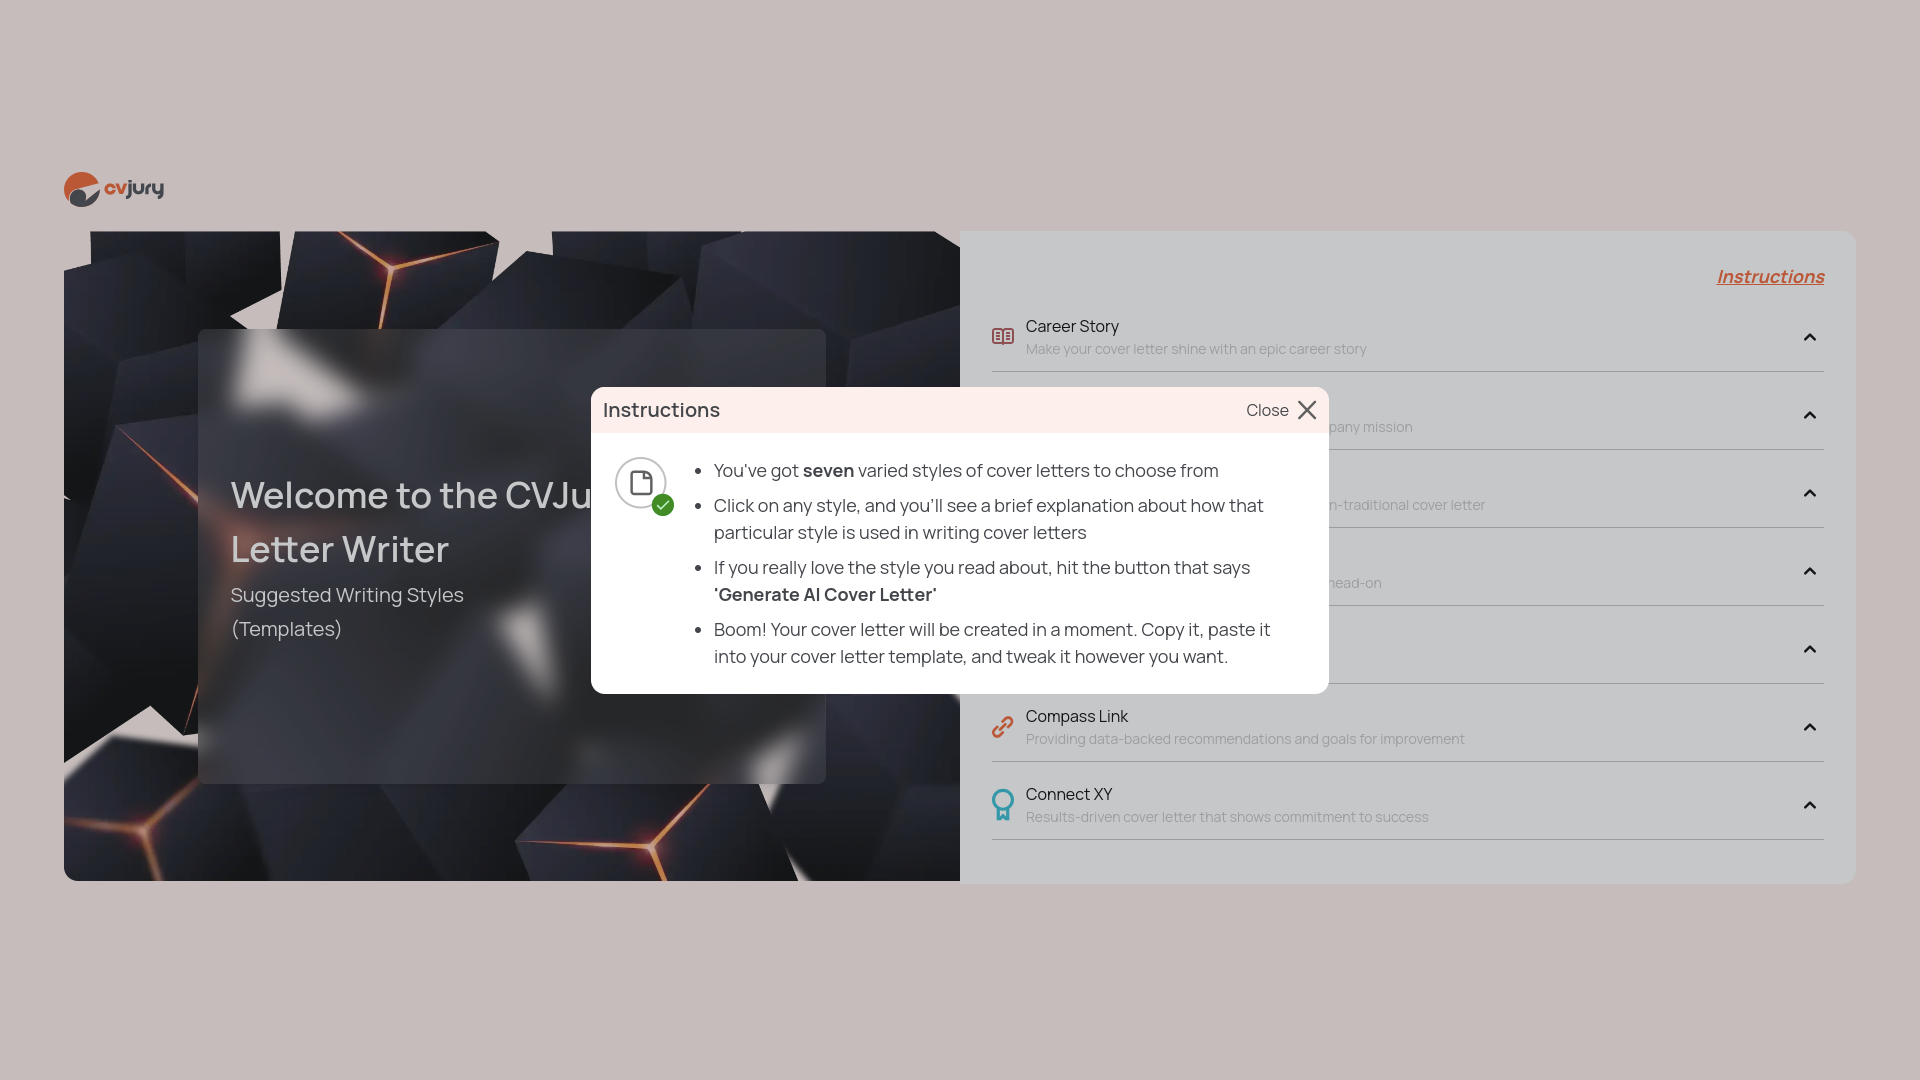 cvjury
Instructions
Career Story
Make your cover letter shine with an epic career story
Instructions
Close
mission
You've got seven varied styles of cover letters to choose from
Click on any style, and you'll see a brief explanation about how that
particular style is used in writing cover letters
If you really love the style you read about, hit the button that says
'Generate AI Cover Letter'
Boom! Your cover letter will be created in a moment. Copy it, paste it
into your cover letter template, and tweak it however you want.
Welcome to the
Letter Writer
Suggested Writing Styles
(Templates)
traditional cover letter
head-on
Compass Link
Providing data-backed recommendations and goals for improvement
Connect XY
Results-driven cover letter that shows commitment to success